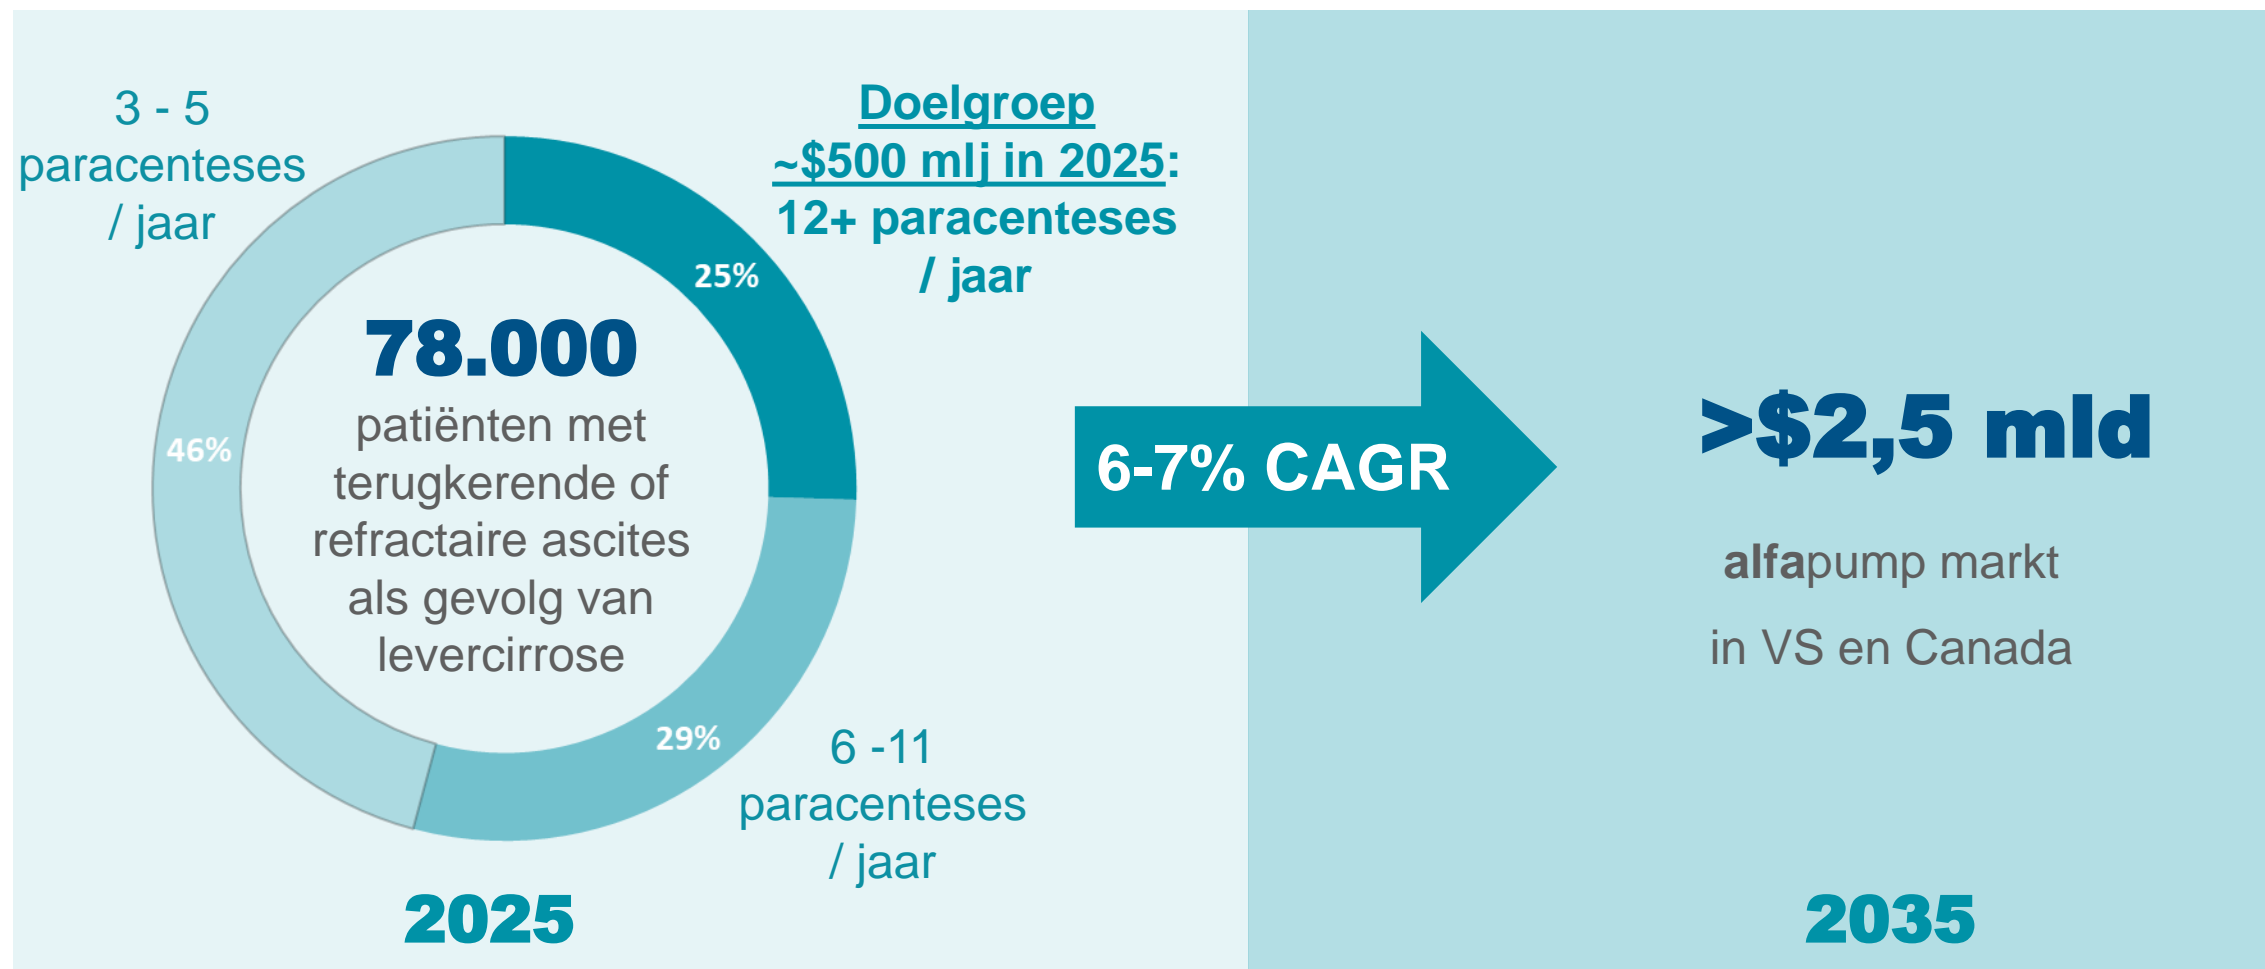 3 - 5
paracenteses
/ jaar
Doelgroep
~$500 mlj in 2025:
12+ paracenteses
/ jaar
25%
46%
29%
78.000
patiënten met
terugkerende of
refractaire ascites
als gevolg van
levercirrose
6 -11
paracenteses
/ jaar
2025
6-7% CAGR
>$2,5 mld
alfapump markt
in VS en Canada
2035